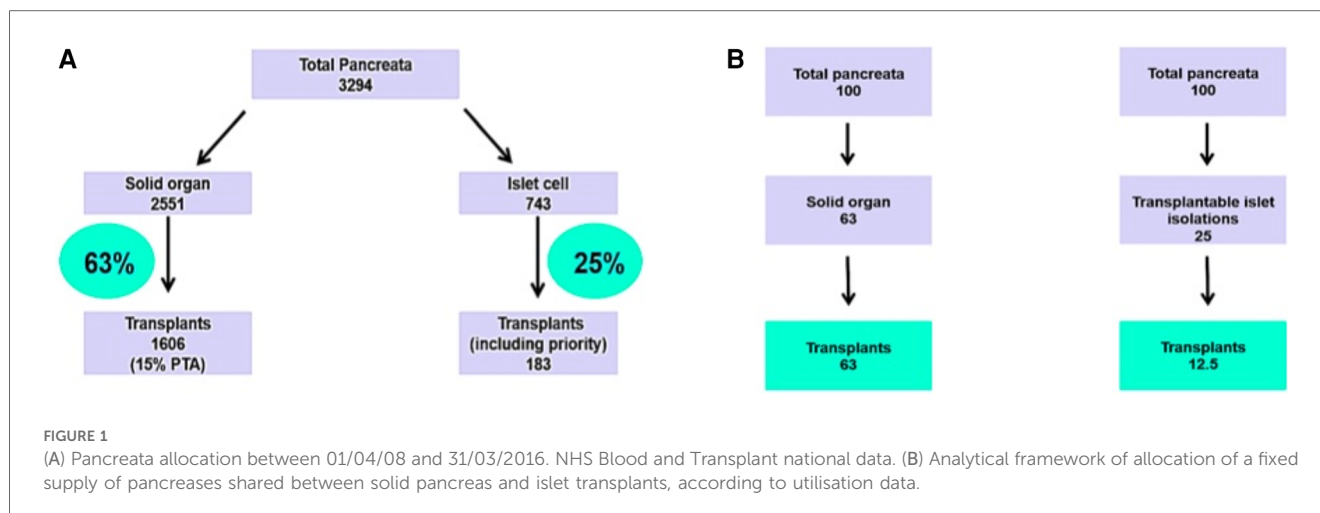 A
Total Pancreata
3294
Solid organ
2551
Islet cell
743
63%
25%
Transplants
1606
(15% PTA)
Transplants
(including priority)
183
B
Total pancreata
100
Total pancreata
100
Solid organ
63
Transplantable islet
isolations
25
Transplants
63
Transplants
12.5
FIGURE 1
(A) Pancreata allocation between 01/04/08 and 31/03/2016. NHS Blood and Transplant national data. (B) Analytical framework of allocation of a fixed
supply of pancreases shared between solid pancreas and islet transplants, according to utilisation data.